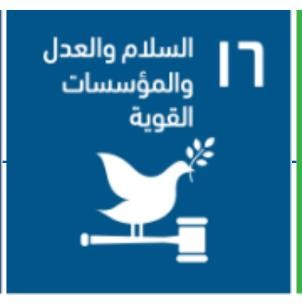 ١٦
السلام والعدل
والمؤسسات
القوية